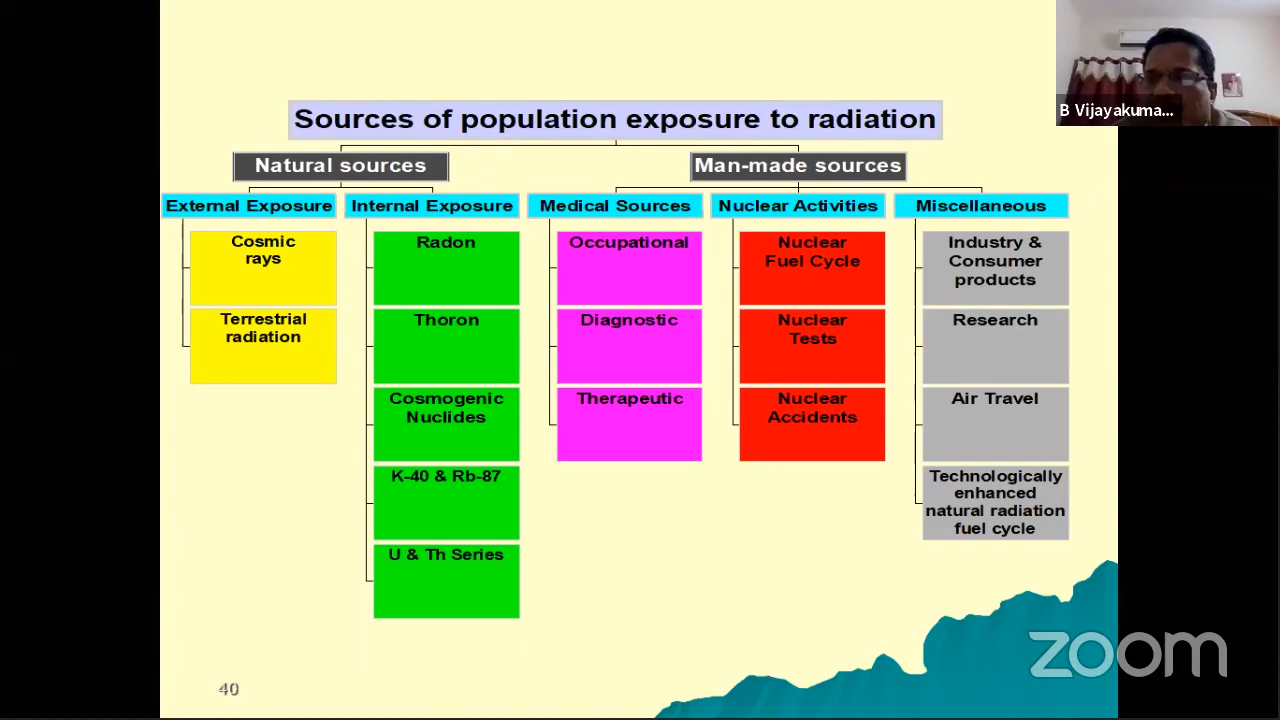 Sources of population exposure to radiation
Natural sources
Man-made sources
External Exposure
Internal Exposure
Medical Sources
Nuclear Activities
Miscellaneous
Cosmic
rays
Terrestrial
radiation
Radon
Thoron
Cosmogenic
Nuclides
K-40 & Rb-87
U & Th Series
Occupational
Diagnostic
Therapeutic
Nuclear
Fuel Cycle
Nuclear
Tests
Nuclear
Accidents
Industry &
Consumer
products
Research
Air Travel
Technologically
enhanced
natural radiation
fuel cycle
40
B Vijayakuma...
zoom